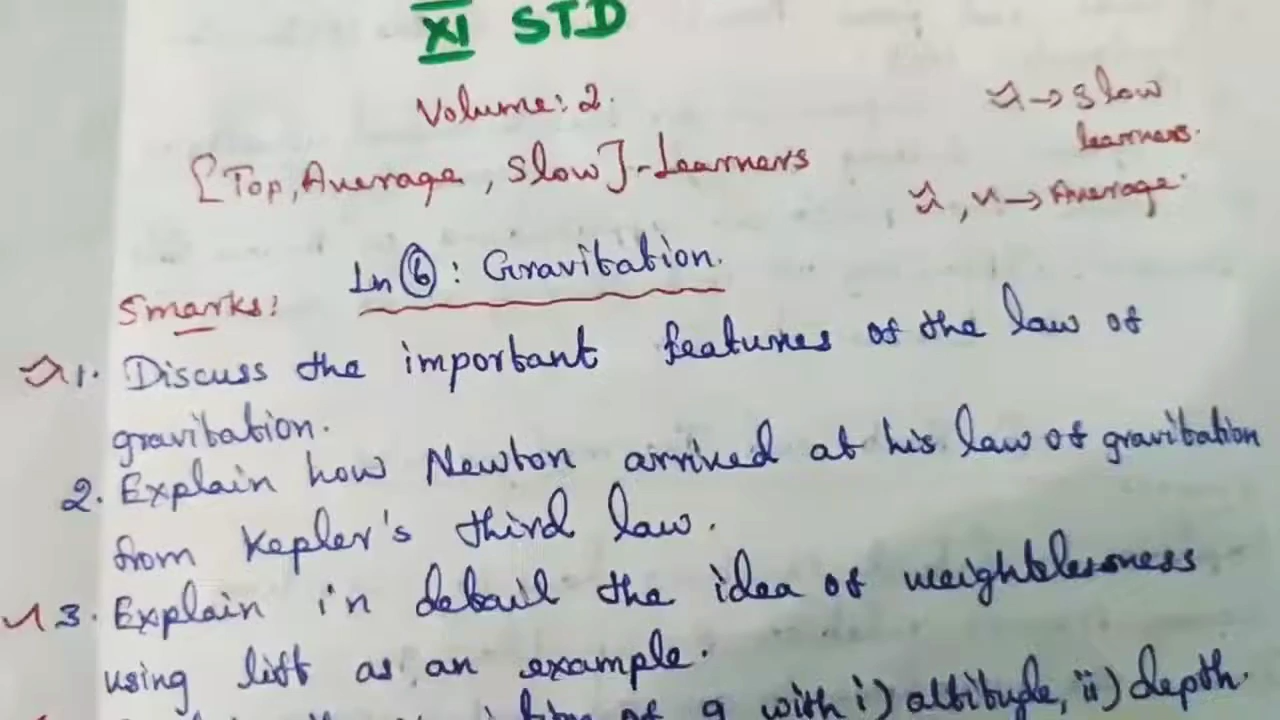 XI STD
Volume: 2.
[Top, Average, Slow] - Learners
→ Slow
learners.
, → Average.
Ln 6 : Gravitation.
5marks:
1. Discuss the important features of the law of
gravitation.
2. Explain how Newton arrived at his law of gravitation
from Kepler's third law.
3. Explain in detail the idea of weightlessness
using lift as an example.
of g with i) altitude, ii) depth.